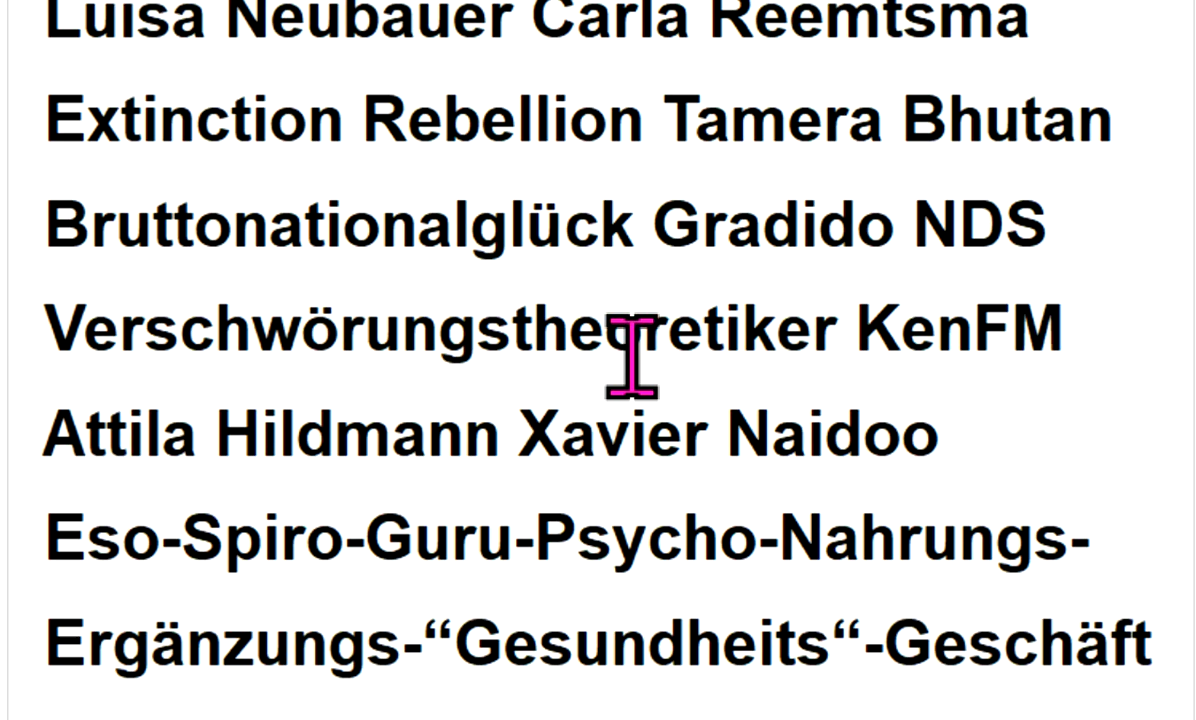 Luisa Neubauer Carla Reemtsma
Extinction Rebellion Tamera Bhutan
Bruttonationalglück Gradido NDS
Verschwörungstheoretiker KenFM
Attila Hildmann Xavier Naidoo
Eso-Spiro-Guru-Psycho-Nahrungs-
Ergänzungs-“Gesundheits“-Geschäft